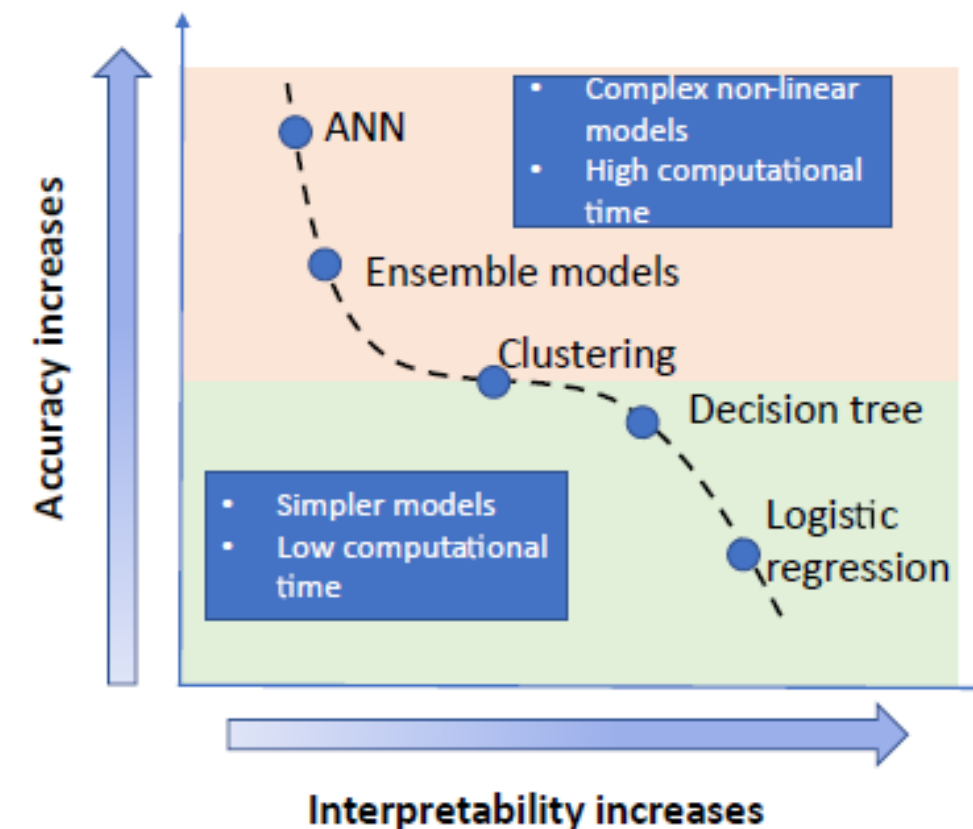 ANN
• Complex non-linear
models
• High computational
time
Ensemble models
Clustering
Decision tree
• Simpler models
• Low computational
time
Logistic
regression
Accuracy increases
Interpretability increases